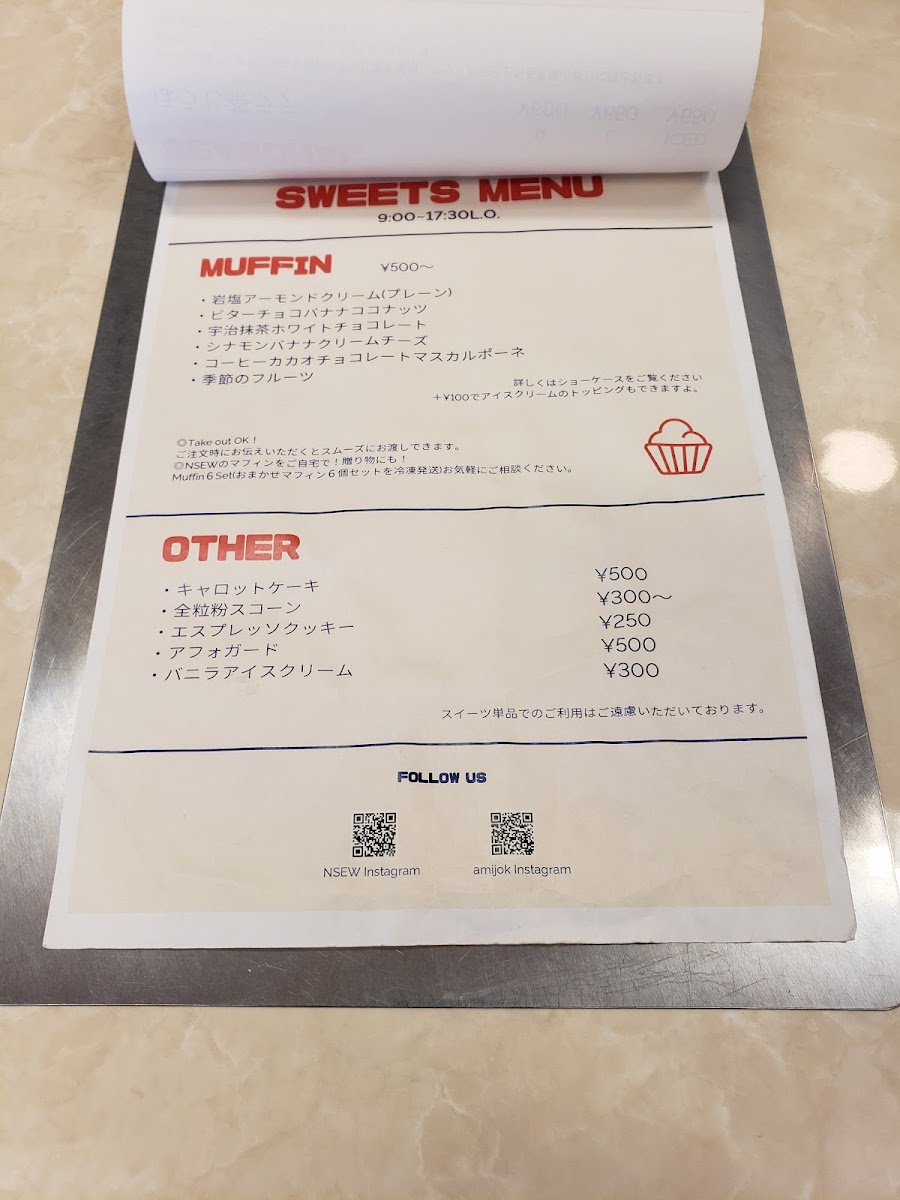 SWEETS MENU
9:00~17:30L.O.
MUFFIN ¥500〜
・岩塩アーモンドクリーム(プレーン)
・ビターチョコバナナココナッツ
・宇治抹茶ホワイトチョコレート
・シナモンバナナクリームチーズ
・コーヒーカカオチョコレートマスカルポーネ
・季節のフルーツ
詳しくはショーケースをご覧ください
＋¥100でアイスクリームのトッピングもできますよ。
◎Take out OK！
ご注文時にお伝えいただくとスムーズにお渡しできます。
◎NSEWのマフィンをご自宅で！贈り物にも！
Muffin 6 Set(おまかせマフィン６個セットを冷凍発送)お気軽にご相談ください。
OTHER
・キャロットケーキ ¥500
・全粒粉スコーン ¥300〜
・エスプレッソクッキー ¥250
・アフォガード ¥500
・バニラアイスクリーム ¥300
スイーツ単品でのご利用はご遠慮いただいております。
FOLLOW US
NSEW Instagram amijok Instagram